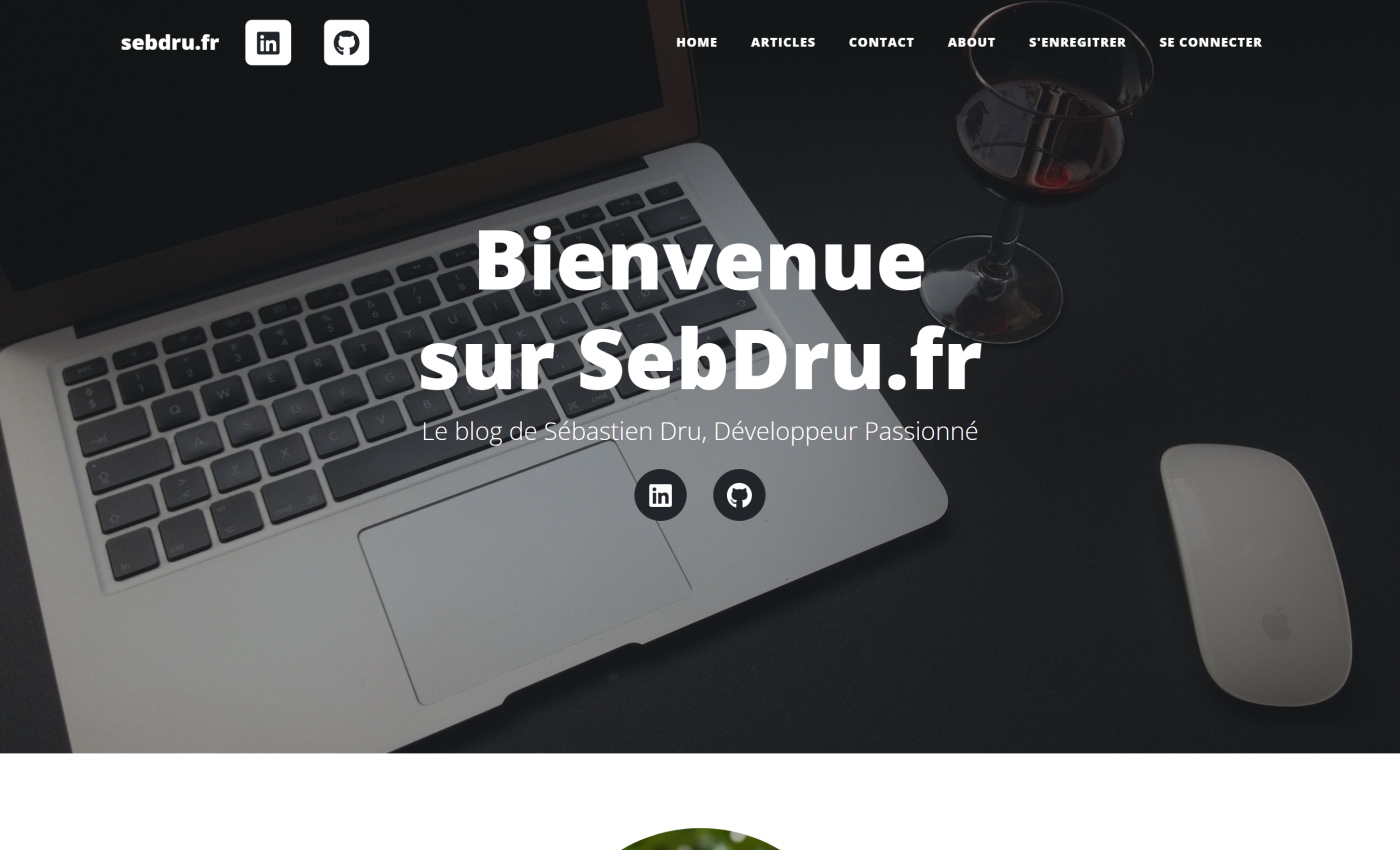 sebdru.fr
HOME ARTICLES CONTACT ABOUT S'ENREGITRER SE CONNECTER
Bienvenue
sur SebDru.fr
Le blog de Sébastien Dru, Développeur Passionné